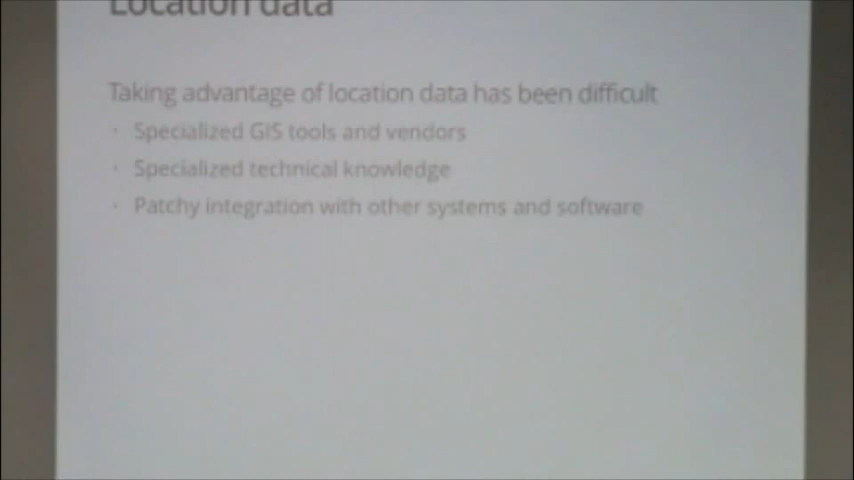 Location data
Taking advantage of location data has been difficult
· Specialized GIS tools and vendors
· Specialized technical knowledge
· Patchy integration with other systems and software